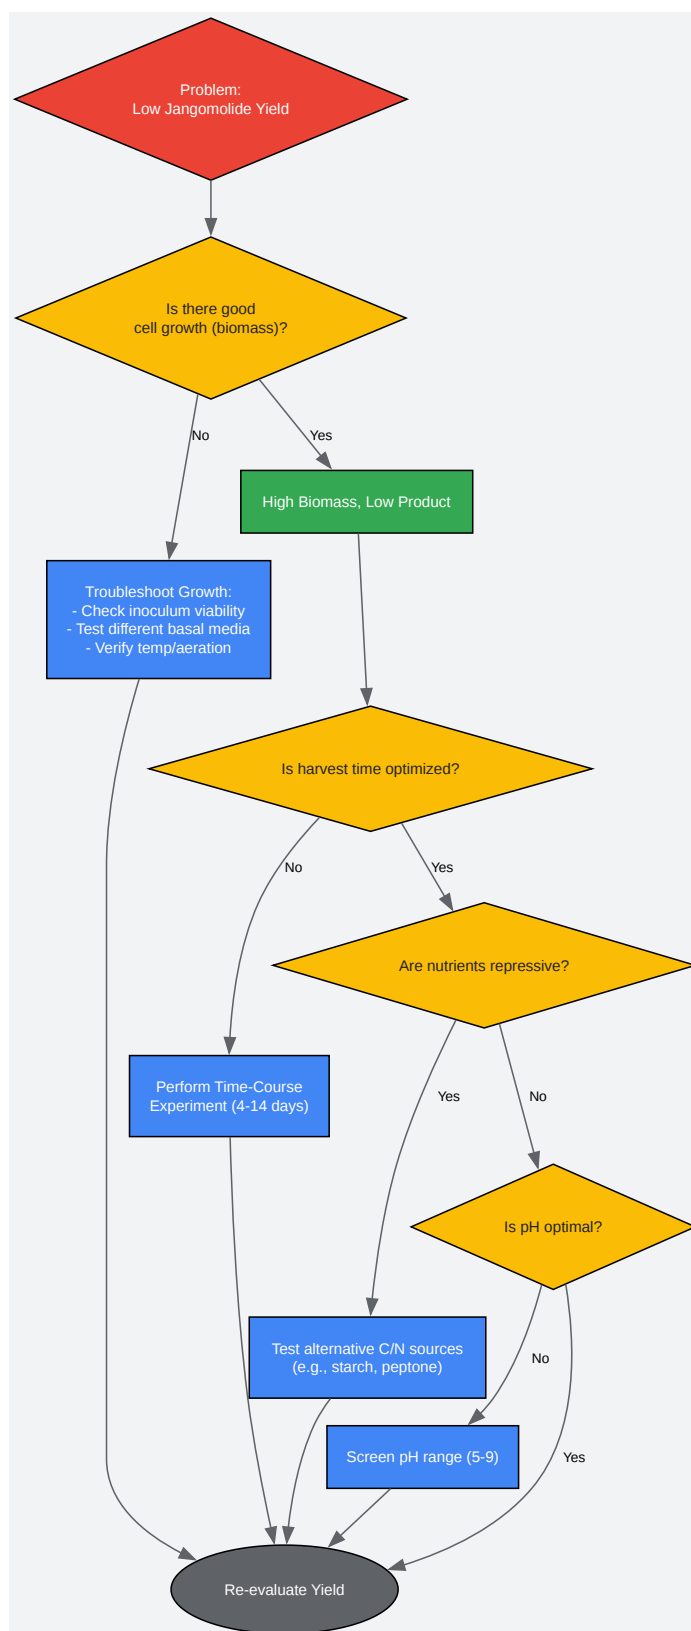 Problem:
Low Jangomolide Yield
Is there good
cell growth (biomass)?
No
Yes
High Biomass, Low Product
Troubleshoot Growth:
- Check inoculum viability
- Test different basal media
- Verify temp/aeration
Is harvest time optimized?
No
Yes
Are nutrients repressive?
Perform Time-Course
Experiment (4-14 days)
Yes
No
Is pH optimal?
Test alternative C/N sources
(e.g., starch, peptone)
No
Screen pH range (5-9)
Yes
Re-evaluate Yield